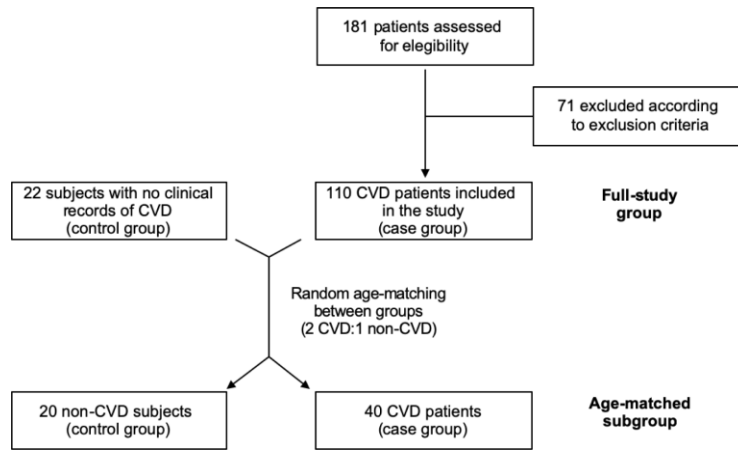 181 patients assessed
for elegibility
71 excluded according
to exclusion criteria
22 subjects with no clinical
records of CVD
(control group)
110 CVD patients included
in the study
(case group)
Full-study
group
Random age-matching
between groups
(2 CVD:1 non-CVD)
20 non-CVD subjects
(control group)
40 CVD patients
(case group)
Age-matched
subgroup